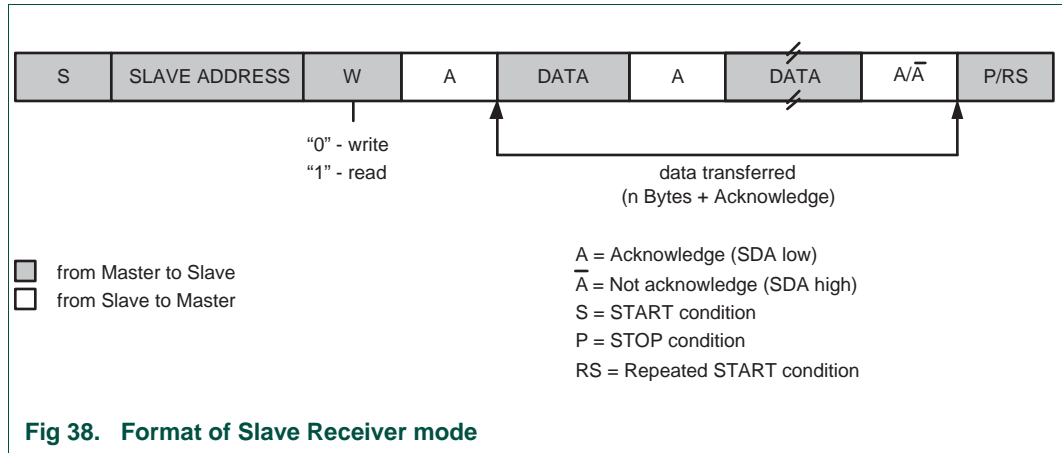 S SLAVE ADDRESS W A DATA A DATA A/A̅ P/RS
“0” - write
“1” - read
data transferred
(n Bytes + Acknowledge)
from Master to Slave
from Slave to Master
A = Acknowledge (SDA low)
A̅ = Not acknowledge (SDA high)
S = START condition
P = STOP condition
RS = Repeated START condition
Fig 38. Format of Slave Receiver mode